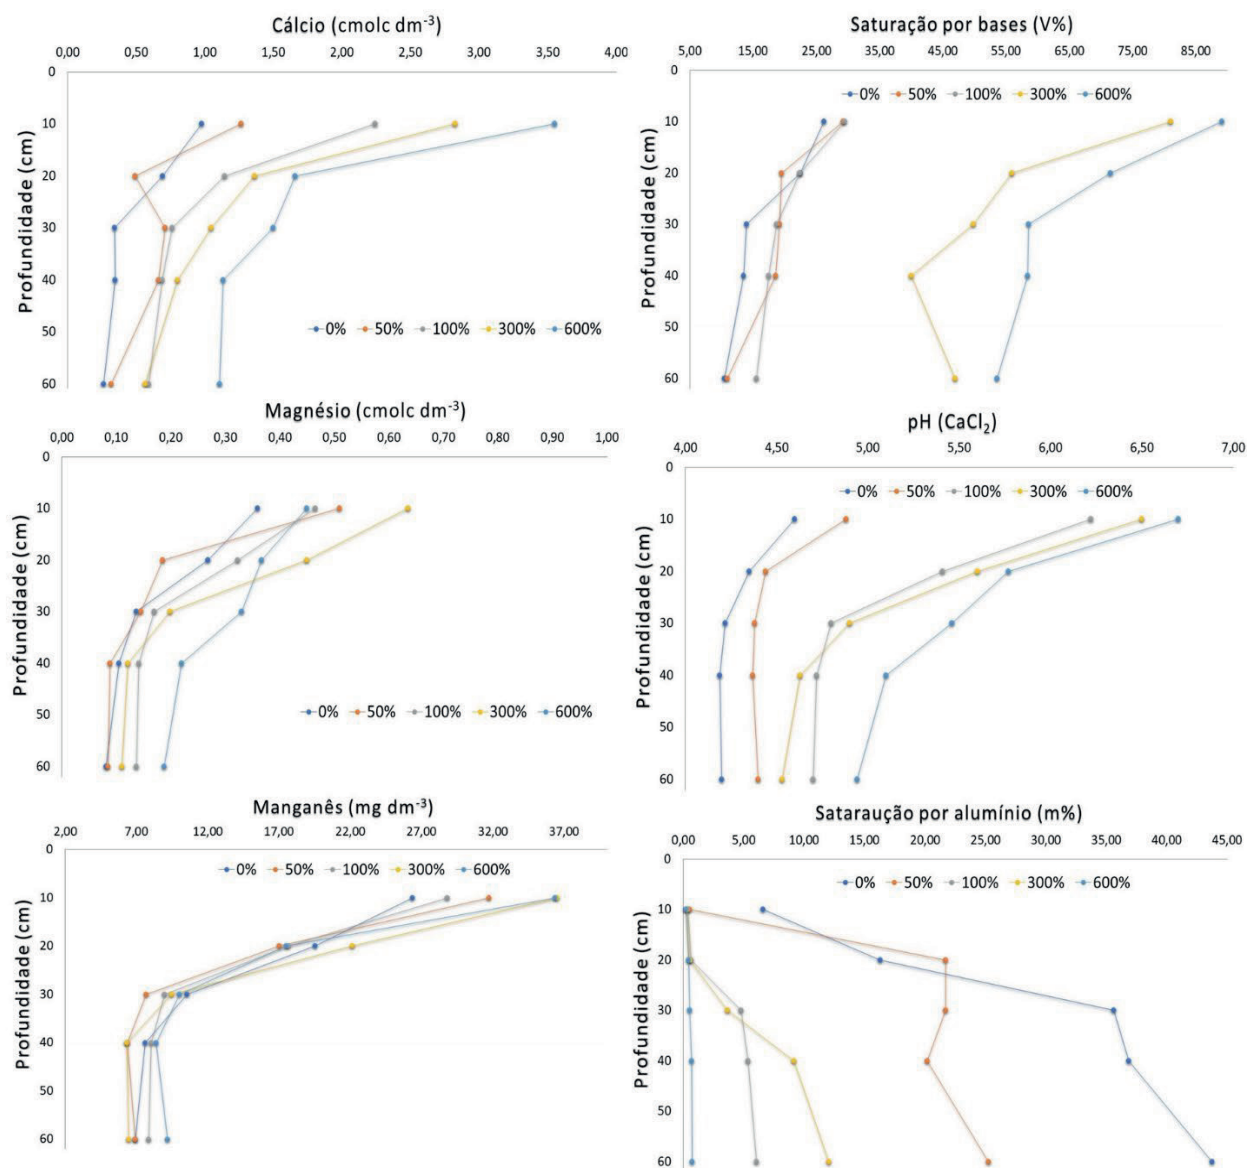 Cálcio (cmolc dm⁻³)
0,00 0,50 1,00 1,50 2,00 2,50 3,00 3,50 4,00
Profundidade (cm)
0
10
20
30
40
50
60
0% 50% 100% 300% 600%
Saturação por bases (V%)
5,00 15,00 25,00 35,00 45,00 55,00 65,00 75,00 85,00
Profundidade (cm)
0
10
20
30
40
50
60
0% 50% 100% 300% 600%
Magnésio (cmolc dm⁻³)
0,00 0,10 0,20 0,30 0,40 0,50 0,60 0,70 0,80 0,90 1,00
Profundidade (cm)
0
10
20
30
40
50
60
0% 50% 100% 300% 600%
pH (CaCl₂)
4,00 4,50 5,00 5,50 6,00 6,50 7,00
Profundidade (cm)
0
10
20
30
40
50
60
0% 50% 100% 300% 600%
Manganês (mg dm⁻³)
2,00 7,00 12,00 17,00 22,00 27,00 32,00 37,00
Profundidade (cm)
0
10
20
30
40
50
60
0% 50% 100% 300% 600%
Sataraução por alumínio (m%)
0,00 5,00 10,00 15,00 20,00 25,00 30,00 35,00 40,00 45,00
Profundidade (cm)
0
10
20
30
40
50
60
0% 50% 100% 300% 600%